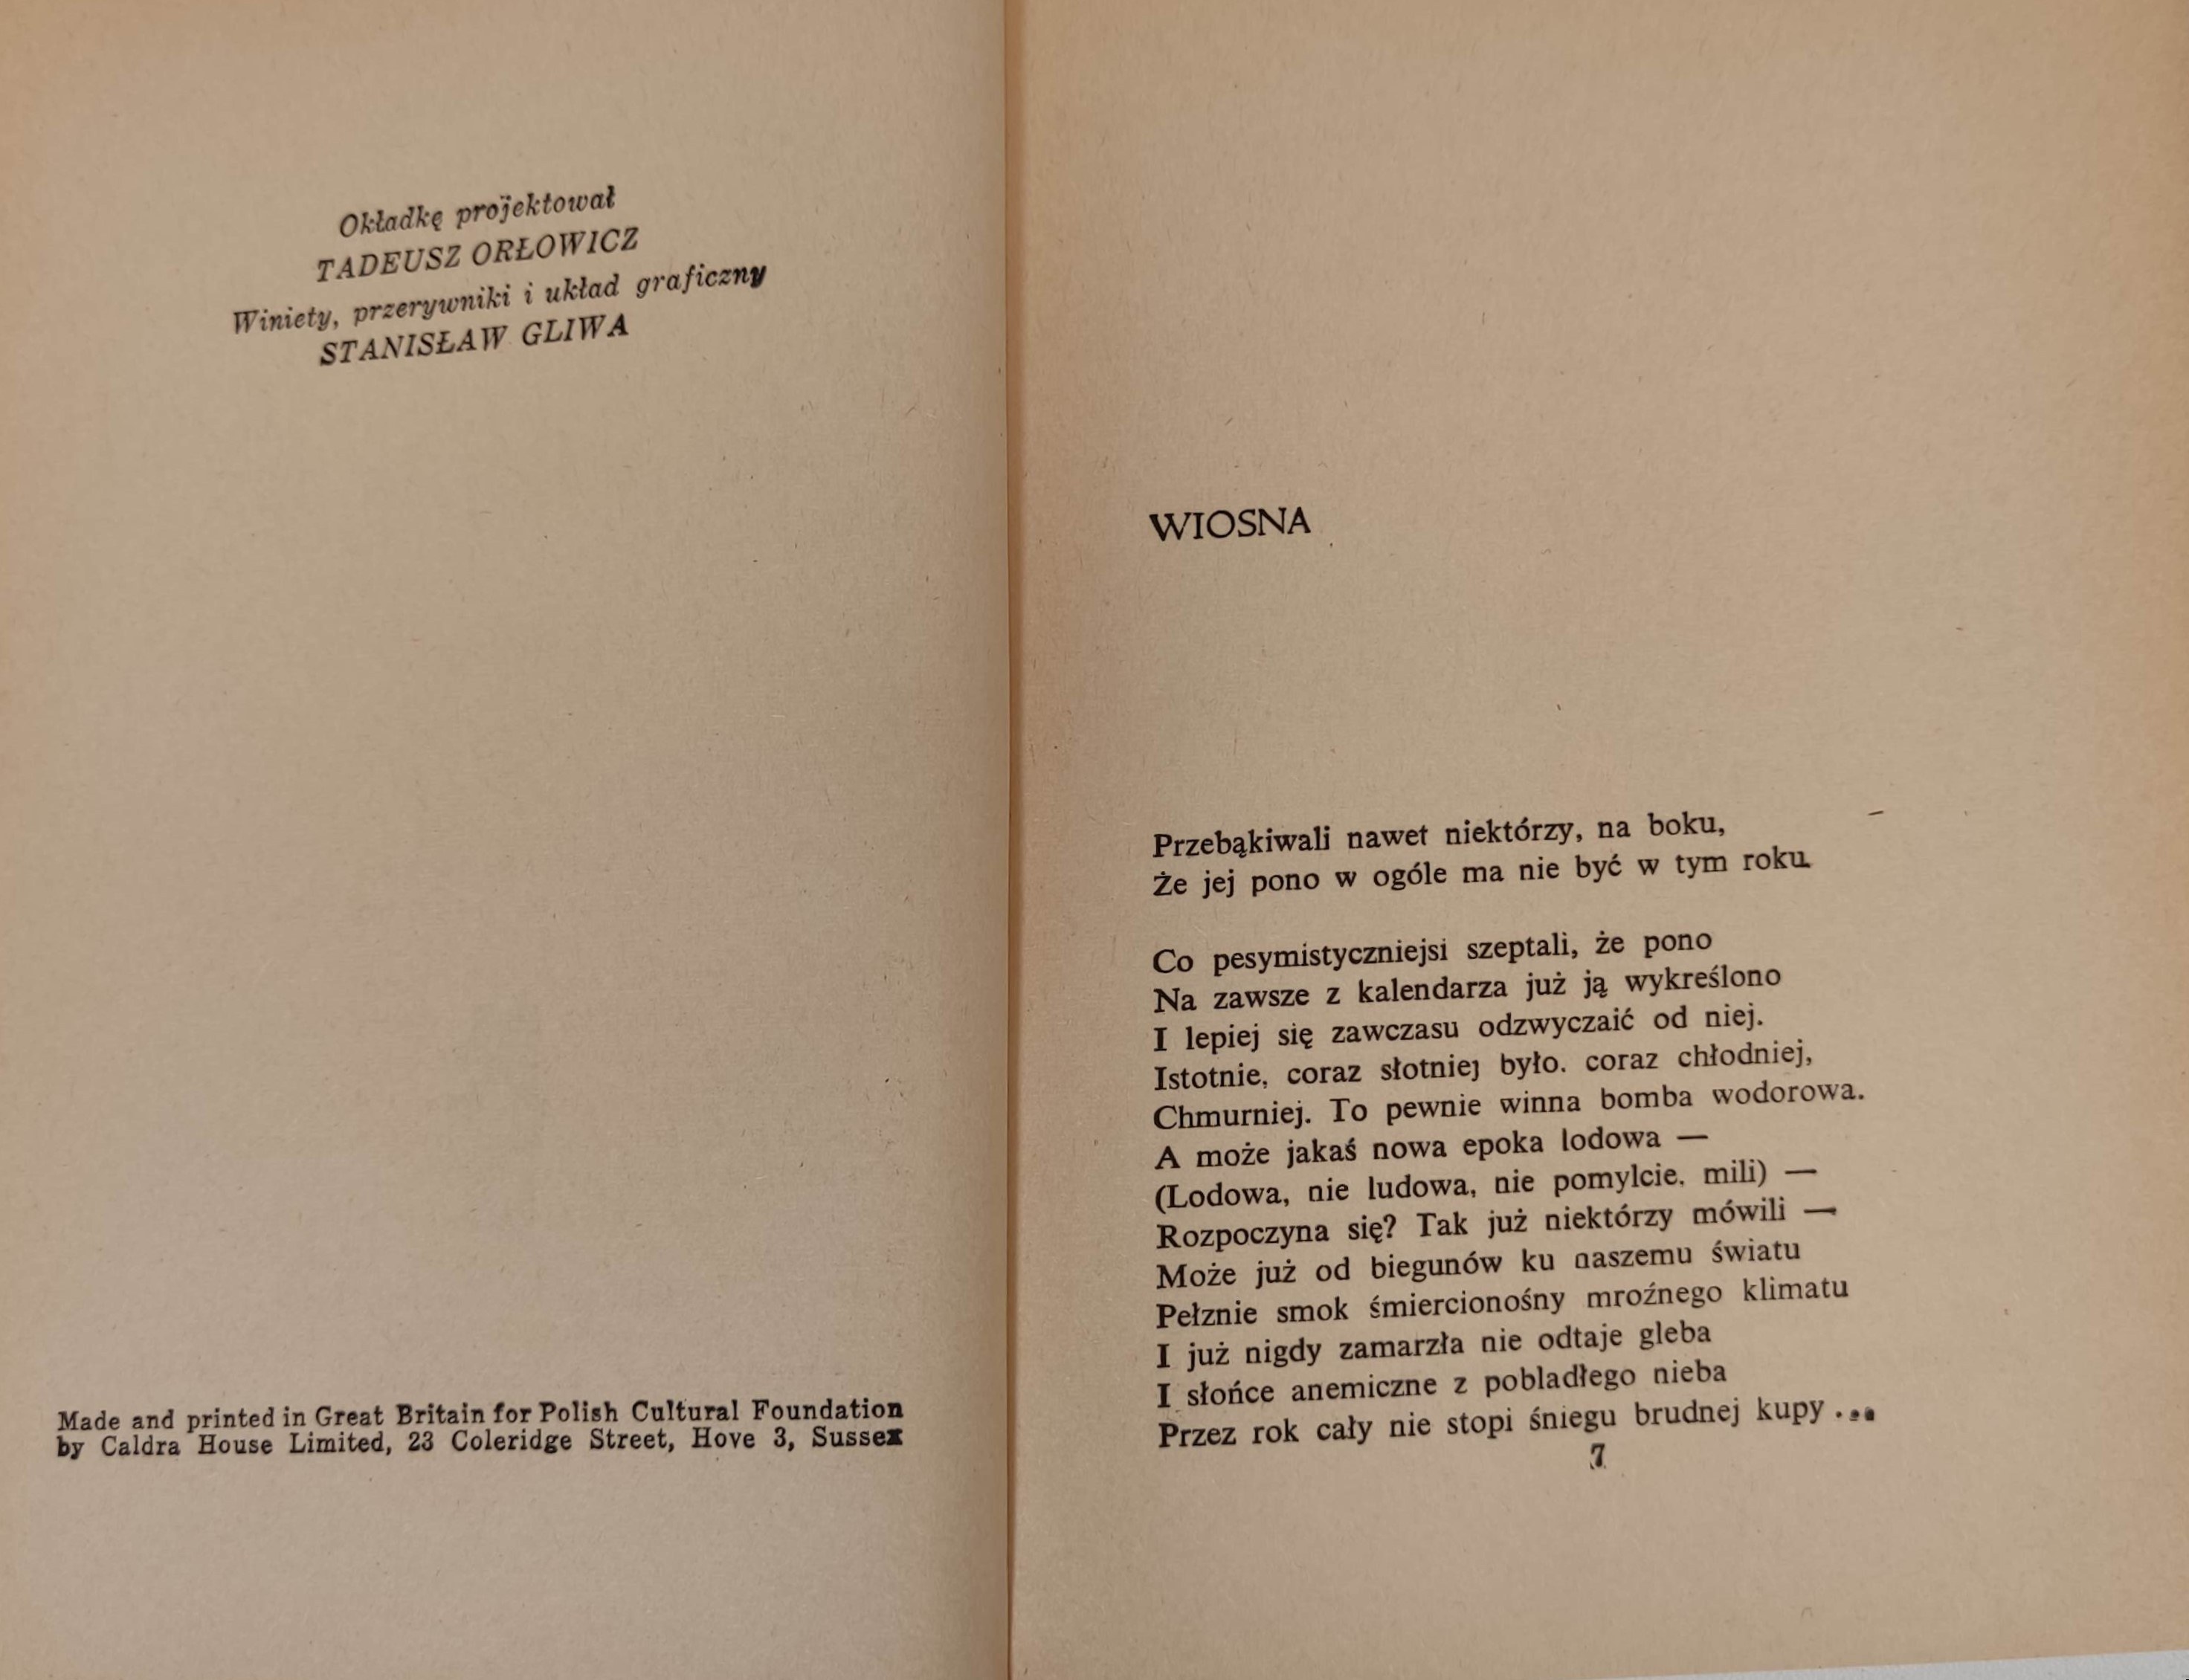 Okładkę projektował
TADEUSZ ORŁOWICZ
Winiety, przerywniki i układ graficzny
STANISŁAW GLIWA
Made and printed in Great Britain for Polish Cultural Foundation
by Caldra House Limited, 23 Coleridge Street, Hove 3, Sussex
WIOSNA
Przebąkiwali nawet niektórzy, na boku,
Że jej pono w ogóle ma nie być w tym roku
Co pesymistyczniejsi szeptali, że pono
Na zawsze z kalendarza już ją wykreślono
I lepiej się zawczasu odzwyczaić od niej.
Istotnie, coraz słotniej było. coraz chłodniej,
Chmurniej. To pewnie winna bomba wodorowa.
A może jakaś nowa epoka lodowa —
(Lodowa, nie ludowa, nie pomylcie, mili) —
Rozpoczyna się? Tak już niektórzy mówili —
Może już od biegunów ku naszemu światu
Pełznie smok śmiercionośny mroźnego klimatu
I już nigdy zamarzła nie odtaje gleba
I słońce anemiczne z pobladłego nieba
Przez rok cały nie stopi śniegu brudnej kupy ...
7